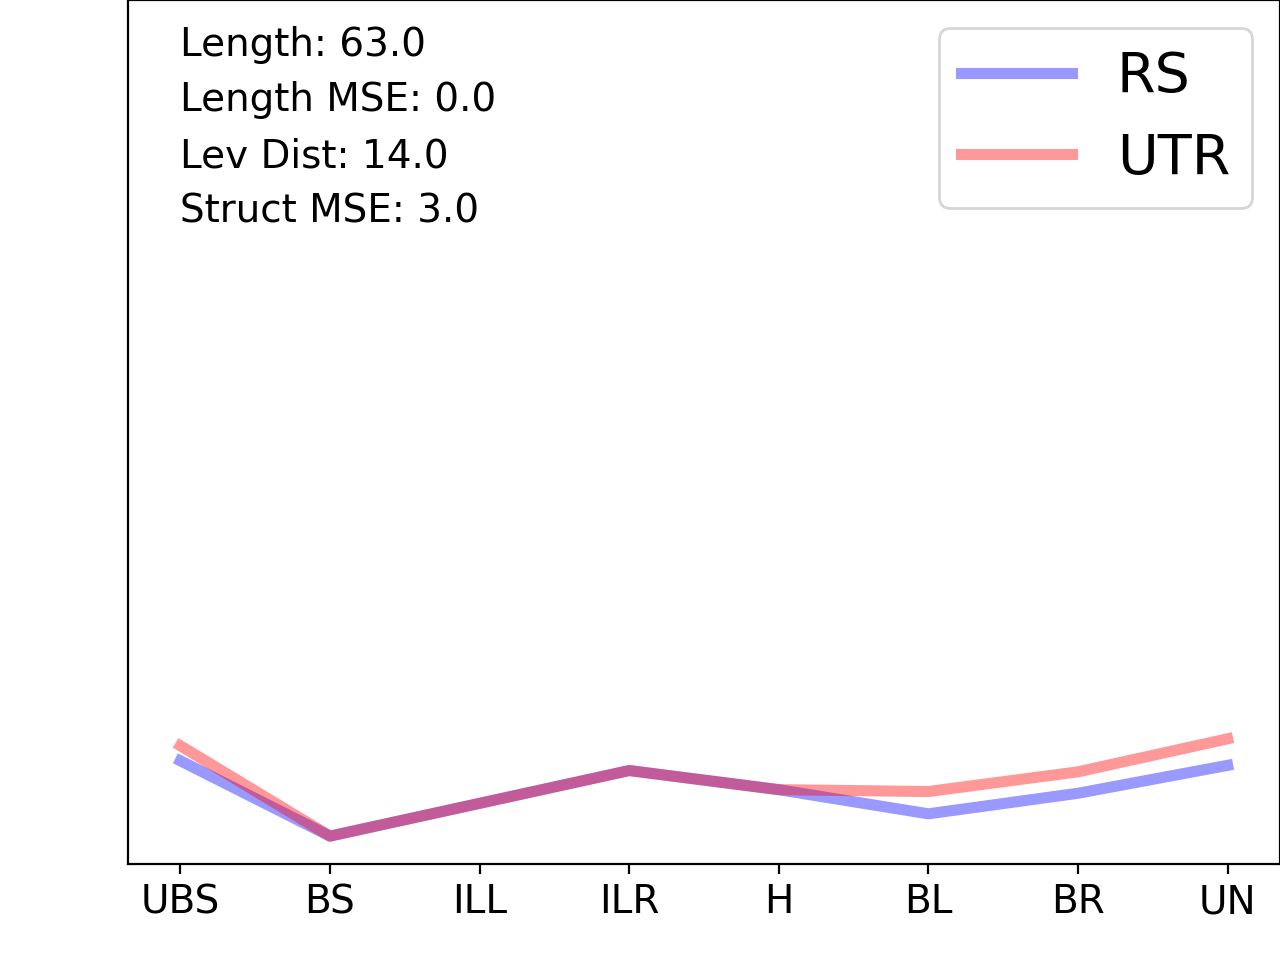 Length: 63.0
Length MSE: 0.0
Lev Dist: 14.0
Struct MSE: 3.0
RS
UTR
UBS BS ILL ILR H BL BR UN